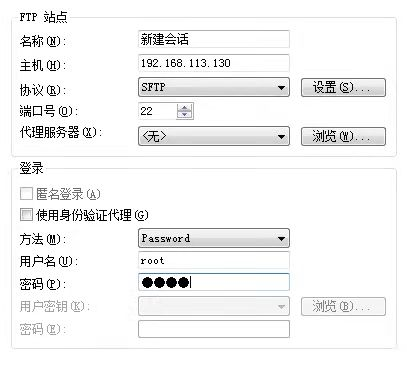 FTP 站点
名称(N): 新建会话
主机(H): 192.168.113.130
协议(R): SFTP 设置(S)...
端口号(O): 22
代理服务器(X): <无> 浏览(W)...
登录
匿名登录(A)
使用身份验证代理(G)
方法(M): Password
用户名(U): root
密码(P): ●●●●
用户密钥(K): 浏览(B)...
密码(E):